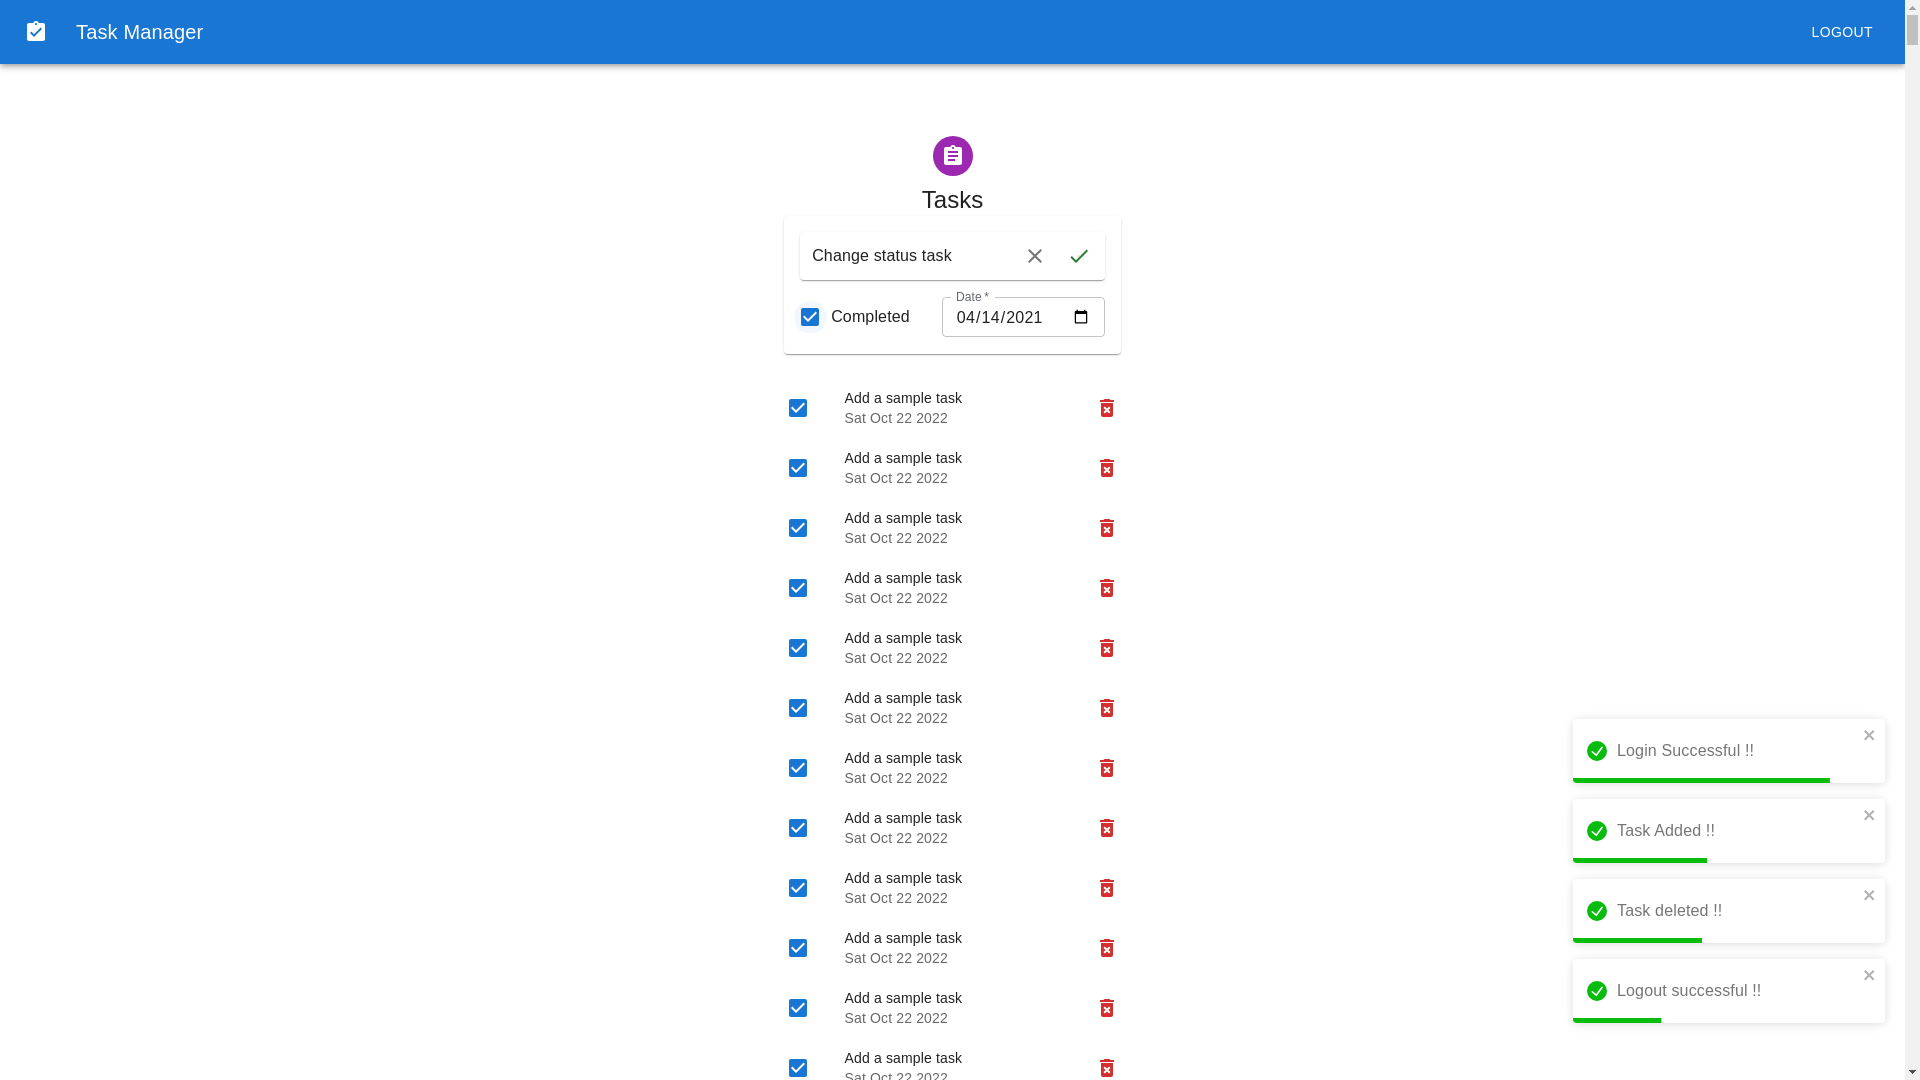 Task Manager
LOGOUT
Tasks
Change status task
Date *
Completed
04/14/2021
Add a sample task
Sat Oct 22 2022
Add a sample task
Sat Oct 22 2022
Add a sample task
Sat Oct 22 2022
Add a sample task
Sat Oct 22 2022
Add a sample task
Sat Oct 22 2022
Add a sample task
Sat Oct 22 2022
Add a sample task
Sat Oct 22 2022
Add a sample task
Sat Oct 22 2022
Add a sample task
Sat Oct 22 2022
Add a sample task
Sat Oct 22 2022
Add a sample task
Sat Oct 22 2022
Add a sample task
Sat Oct 22 2022
Login Successful !!
Task Added !!
Task deleted !!
Logout successful !!